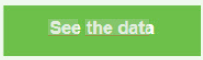 See the data